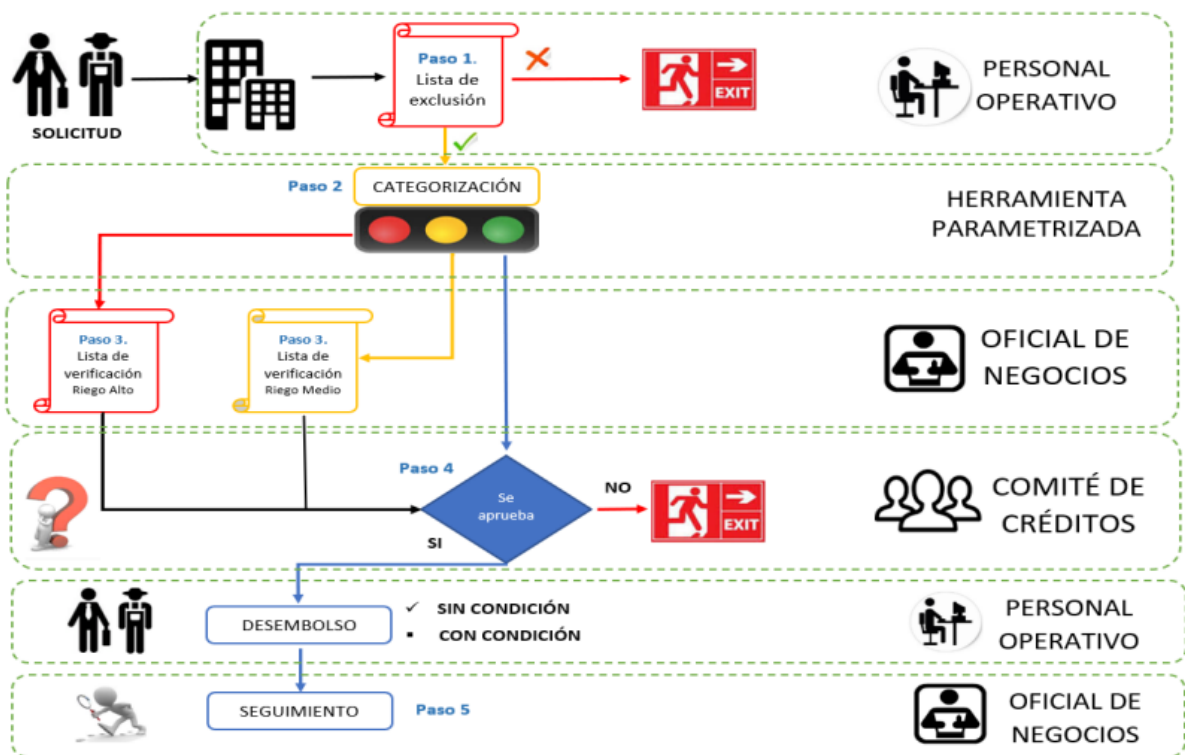 SOLICITUD
Paso 1.
Lista de
exclusión
EXIT
PERSONAL
OPERATIVO
Paso 2
CATEGORIZACIÓN
HERRAMIENTA
PARAMETRIZADA
Paso 3.
Lista de
verificación
Riego Alto
Paso 3.
Lista de
verificación
Riego Medio
OFICIAL DE
NEGOCIOS
Paso 4
Se
aprueba
NO
SI
EXIT
COMITÉ DE
CRÉDITOS
DESEMBOLSO
✓ SIN CONDICIÓN
▪ CON CONDICIÓN
PERSONAL
OPERATIVO
SEGUIMIENTO
Paso 5
OFICIAL DE
NEGOCIOS